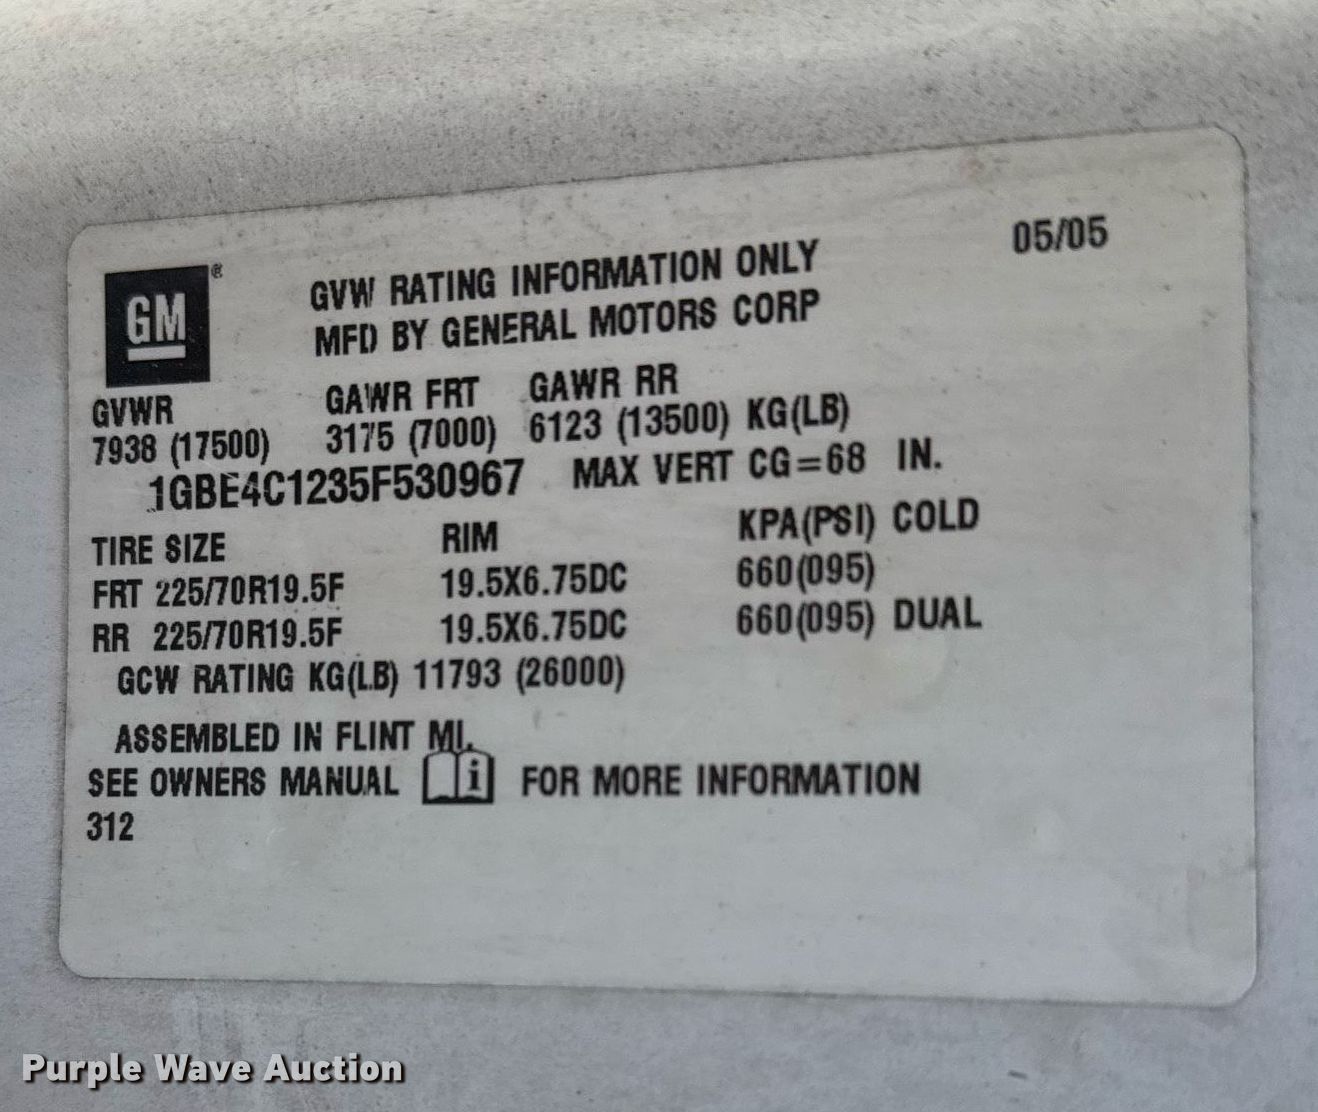 05/05
GM®
GVW RATING INFORMATION ONLY
MFD BY GENERAL MOTORS CORP
GVWR GAWR FRT GAWR RR
7938 (17500) 3175 (7000) 6123 (13500) KG(LB)
1GBE4C1235F530967 MAX VERT CG=68 IN.
TIRE SIZE RIM KPA(PSI) COLD
FRT 225/70R19.5F 19.5X6.75DC 660(095)
RR 225/70R19.5F 19.5X6.75DC 660(095) DUAL
GCW RATING KG(LB) 11793 (26000)
ASSEMBLED IN FLINT MI.
SEE OWNERS MANUAL i FOR MORE INFORMATION
312
Purple Wave Auction